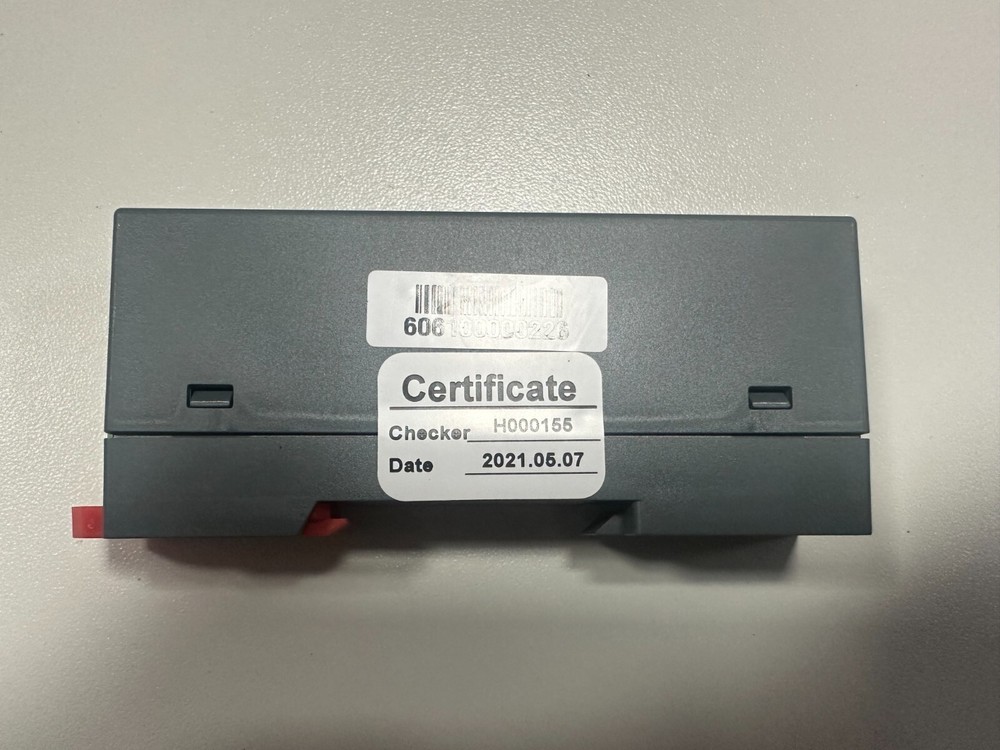 Certificate
Checker H000155
Date 2021.05.07